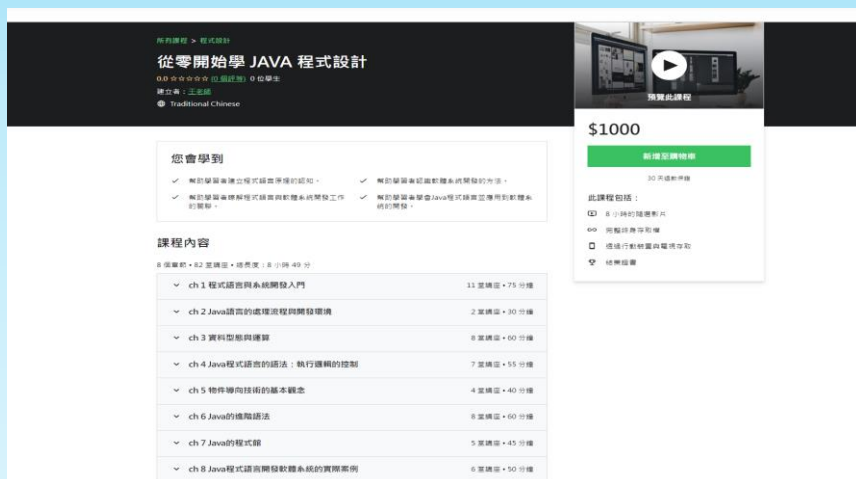 所有課程 > 程式設計
從零開始學 JAVA 程式設計
0.0 ☆☆☆☆☆ (0 個評等) 0 位學生
建立者：王老師
Traditional Chinese
預覽此課程
$1000
新增至購物車
30 天退款保證
此課程包括：
8 小時的隨選影片
完整終身存取權
透過行動裝置與電視存取
結業證書
您會學到
✓ 幫助學習者建立程式語言原理的認知。
✓ 幫助學習者認識軟體系統開發的方法。
✓ 幫助學習者瞭解程式語言與軟體系統開發工作的關聯。
✓ 幫助學習者學會Java程式語言並應用到軟體系統的開發。
課程內容
8 個章節 • 82 堂講座 • 總長度：8 小時 49 分
ch 1 程式語言與系統開發入門 11 堂講座 • 75 分鐘
ch 2 Java語言的處理流程與開發環境 2 堂講座 • 30 分鐘
ch 3 資料型態與運算 8 堂講座 • 60 分鐘
ch 4 Java程式語言的語法：執行邏輯的控制 7 堂講座 • 55 分鐘
ch 5 物件導向技術的基本觀念 4 堂講座 • 40 分鐘
ch 6 Java的進階語法 8 堂講座 • 60 分鐘
ch 7 Java的程式館 5 堂講座 • 45 分鐘
ch 8 Java程式語言開發軟體系統的實際案例 6 堂講座 • 50 分鐘